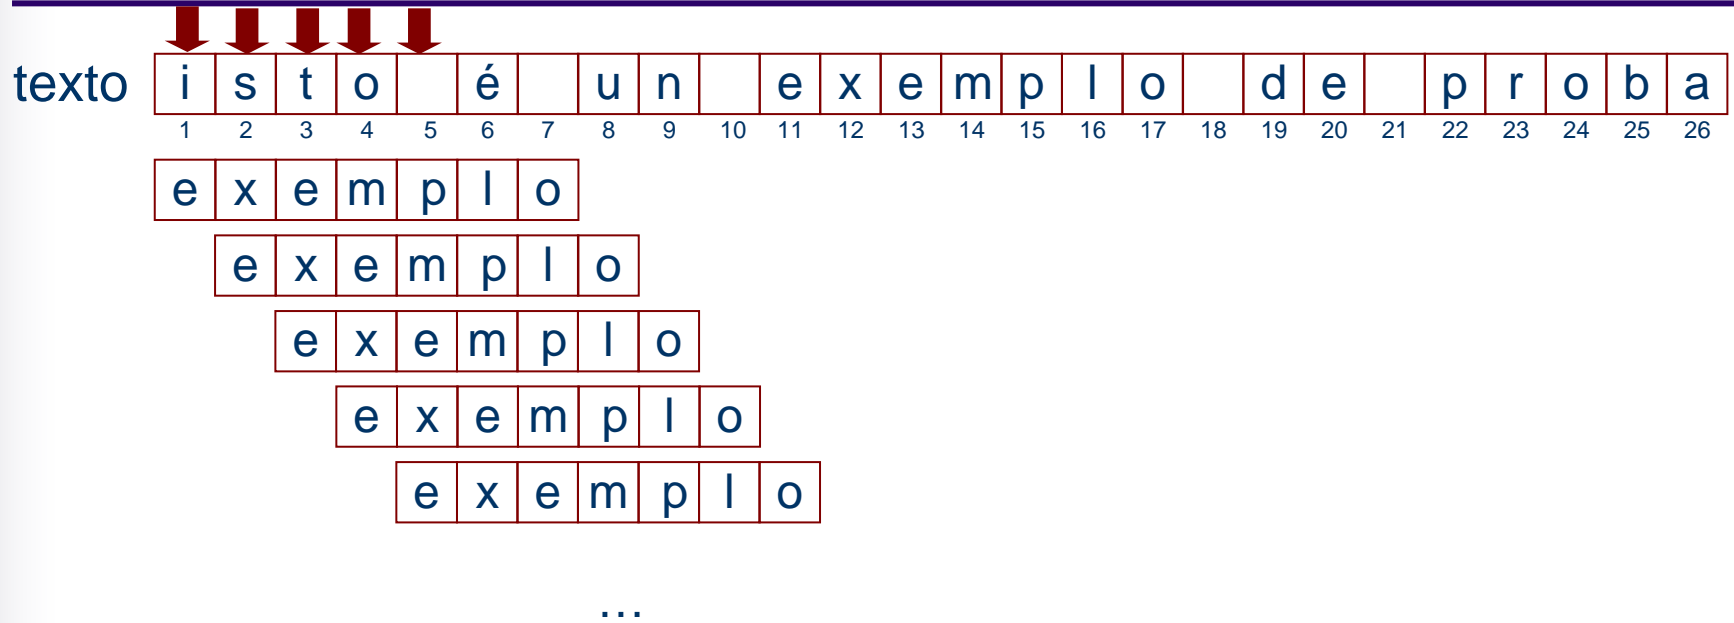 texto i s t o é u n e x e m p l o d e p r o b a
1 2 3 4 5 6 7 8 9 10 11 12 13 14 15 16 17 18 19 20 21 22 23 24 25 26
e x e m p l o
e x e m p l o
e x e m p l o
e x e m p l o
e x e m p l o
...